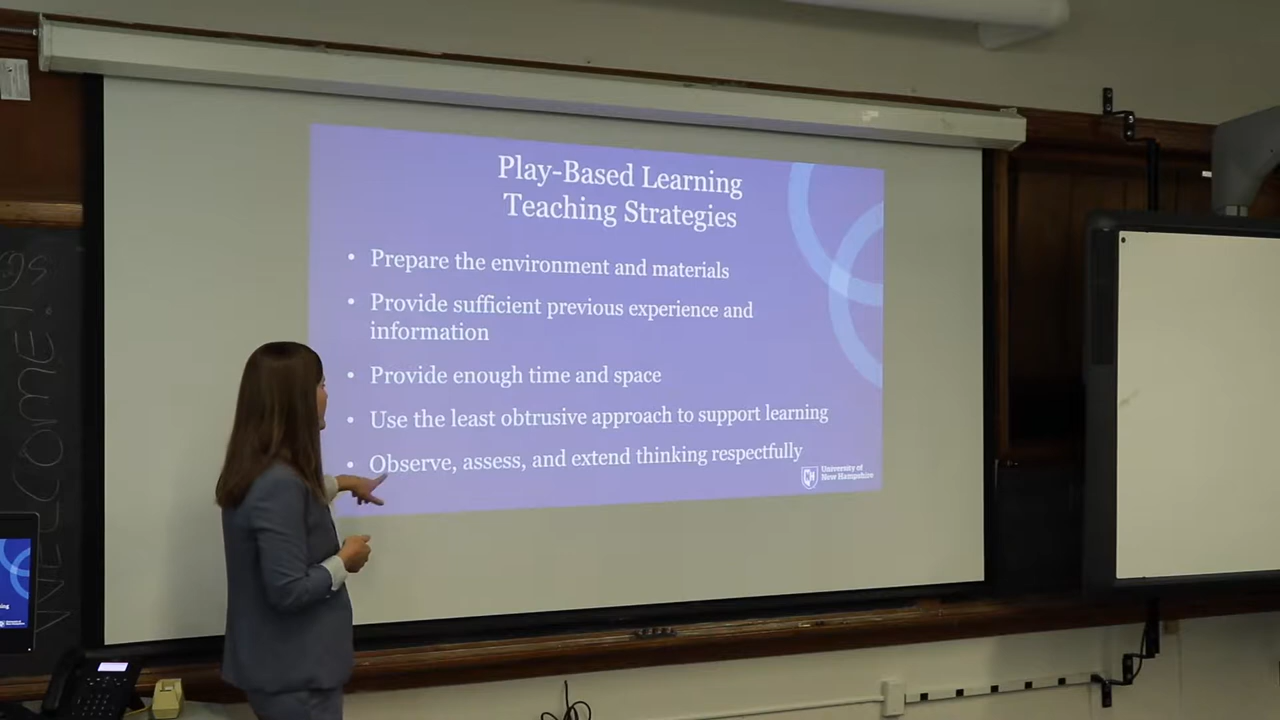 Play-Based Learning
Teaching Strategies
• Prepare the environment and materials
• Provide sufficient previous experience and
information
• Provide enough time and space
• Use the least obtrusive approach to support learning
• Observe, assess, and extend thinking respectfully
University of
New Hampshire
WELCOME!